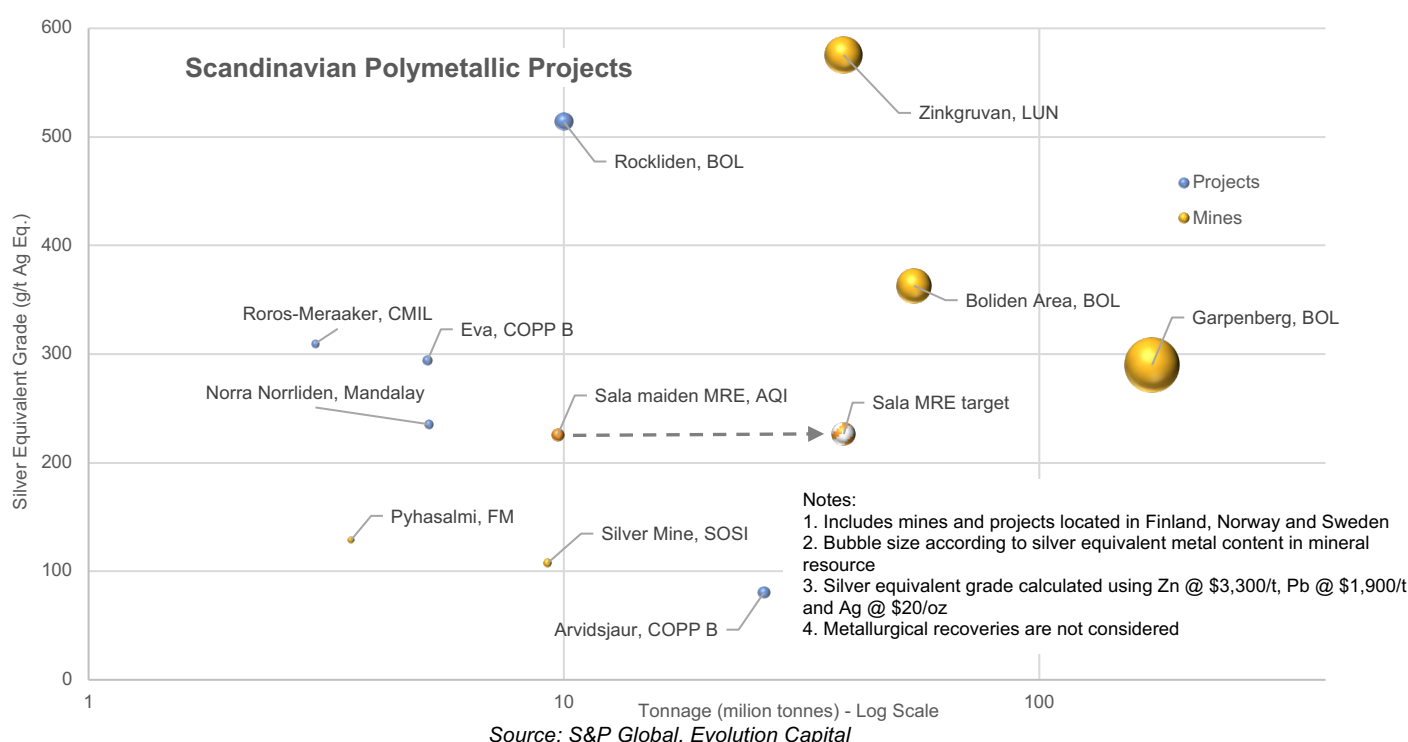 Scandinavian Polymetallic Projects
600
500
400
300
200
100
0
Silver Equivalent Grade (g/t Ag Eq.)
Zinkgruvan, LUN
Rockliden, BOL
Projects
Mines
Boliden Area, BOL
Garpenberg, BOL
Roros-Meraaker, CMIL
Eva, COPP B
Norra Norrliden, Mandalay
Sala maiden MRE, AQI
Sala MRE target
Pyhasalmi, FM
Silver Mine, SOSI
Arvidsjaur, COPP B
Notes:
1. Includes mines and projects located in Finland, Norway and Sweden
2. Bubble size according to silver equivalent metal content in mineral
resource
3. Silver equivalent grade calculated using Zn @ $3,300/t, Pb @ $1,900/t
and Ag @ $20/oz
4. Metallurgical recoveries are not considered
1
10
100
Tonnage (milion tonnes) - Log Scale
Source: S&P Global, Evolution Capital